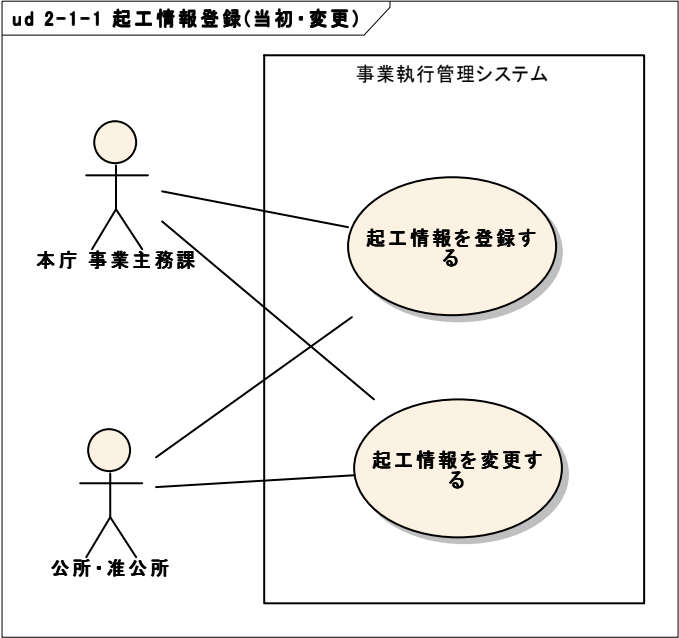 ud 2-1-1 起工情報登録(当初・変更)
事業執行管理システム
起工情報を登録す
る
本庁 事業主務課
起工情報を変更す
る
公所・准公所